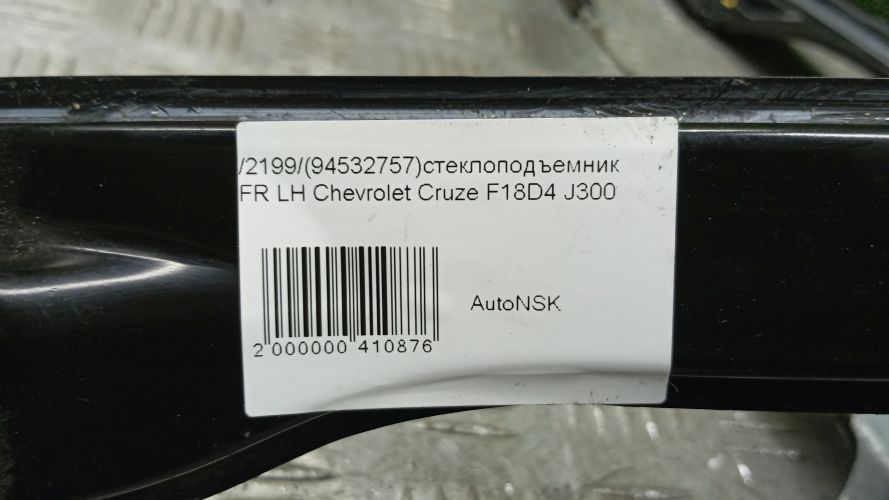 /2199/(94532757)стеклоподъемник
FR LH Chevrolet Cruze F18D4 J300
AutoNSK
2 000000 410876